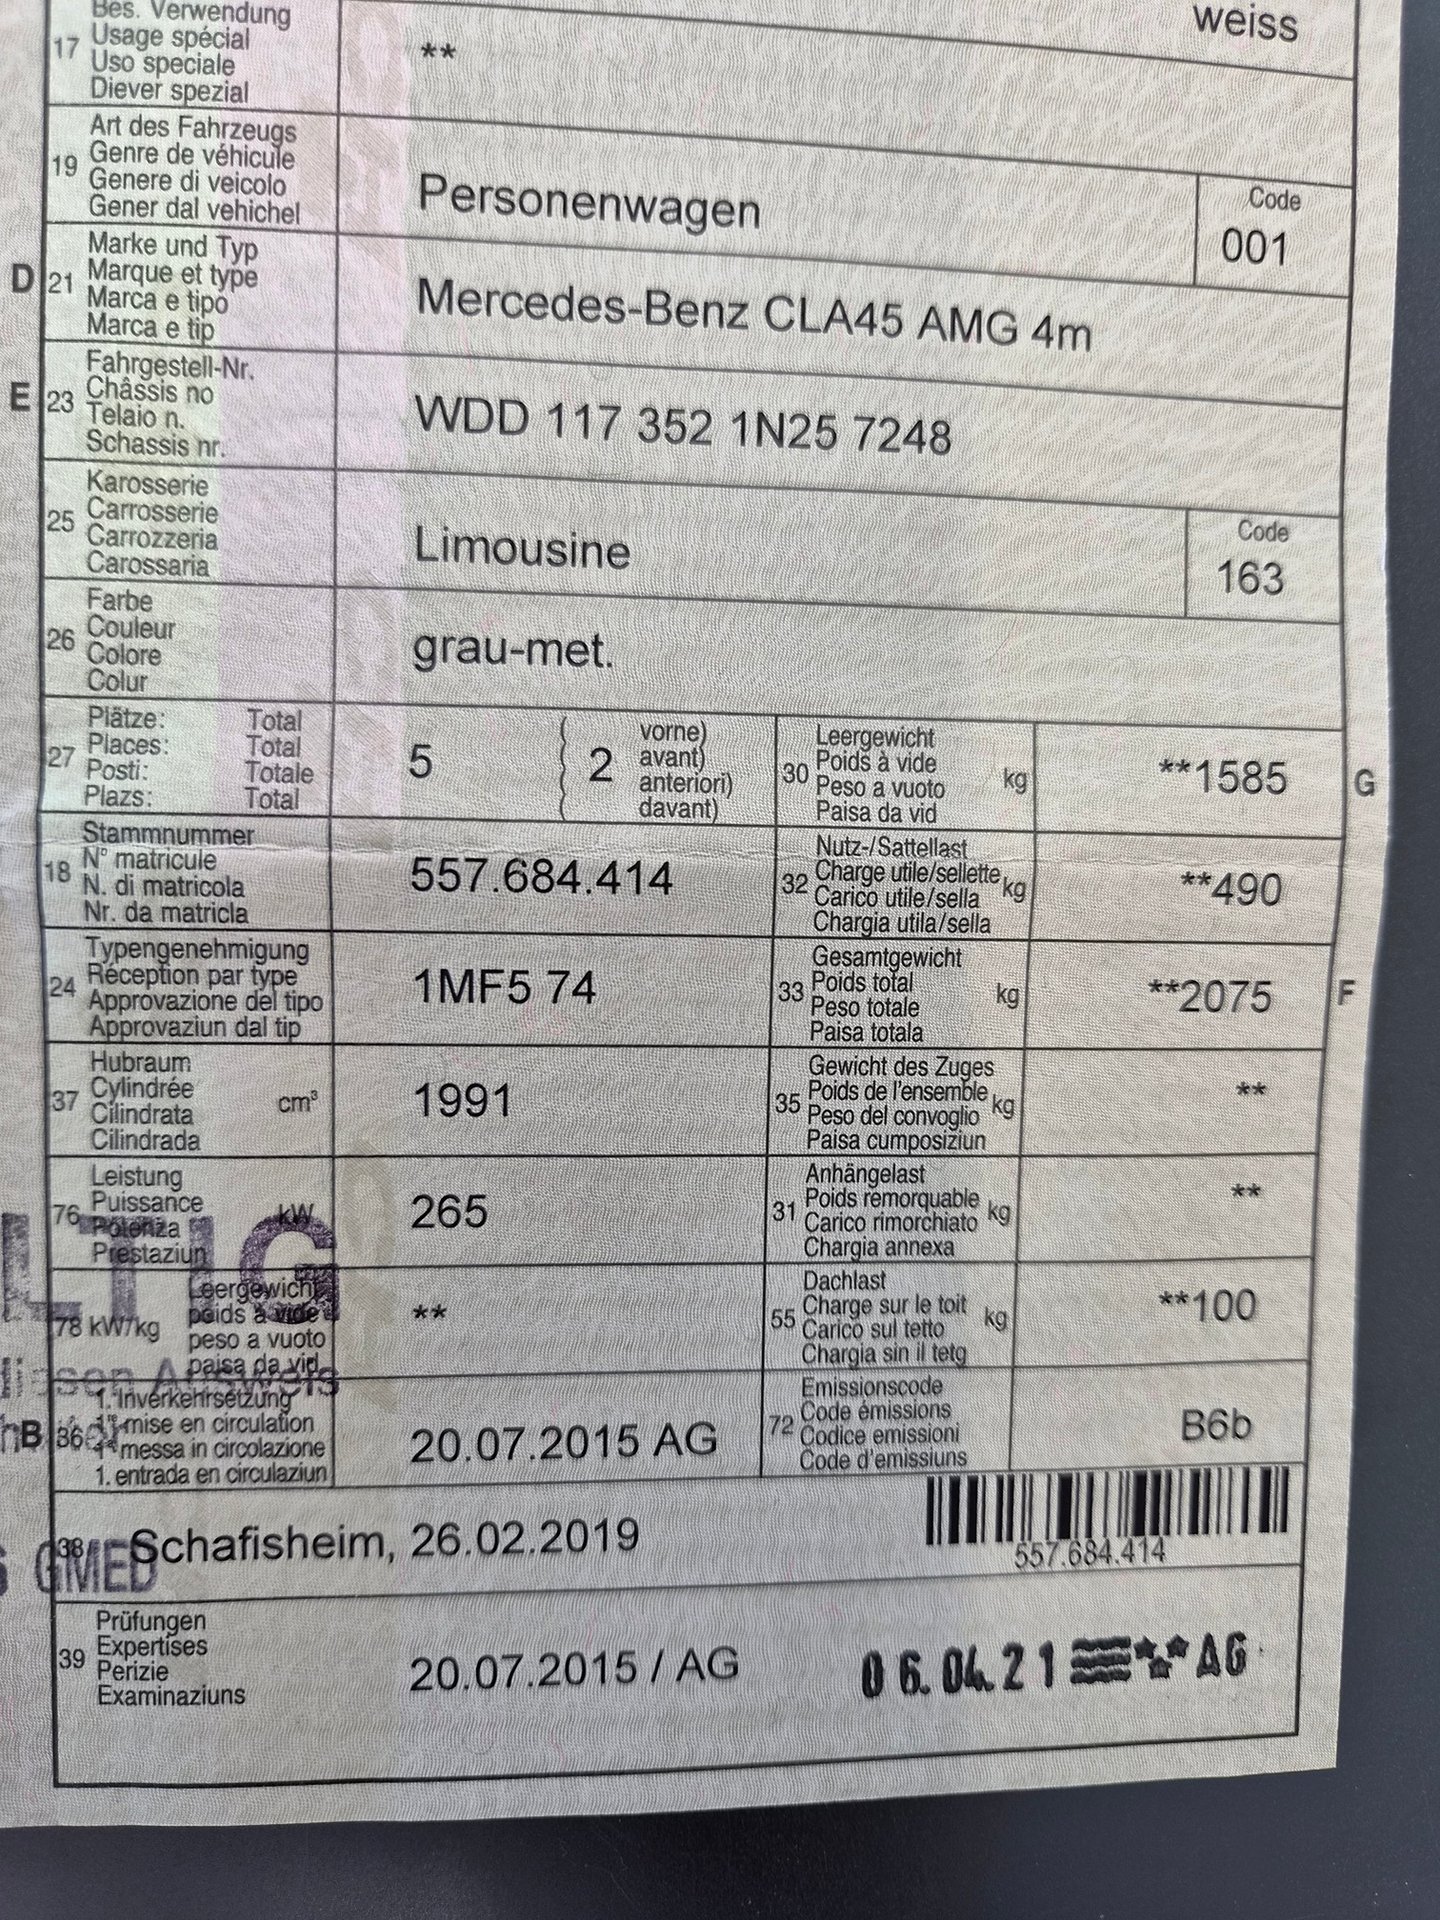 weiss
17 Bes. Verwendung
Usage spécial
Uso speciale
Diever spezial
**
19 Art des Fahrzeugs
Genre de véhicule
Genere di veicolo
Gener dal vehichel
Personenwagen
Code
001
D 21 Marke und Typ
Marque et type
Marca e tipo
Marca e tip
Mercedes-Benz CLA45 AMG 4m
E 23 Fahrgestell-Nr.
Châssis no
Telaio n.
Schassis nr.
WDD 117 352 1N25 7248
25 Karosserie
Carrosserie
Carrozzeria
Carossaria
Limousine
Code
163
26 Farbe
Couleur
Colore
Colur
grau-met.
27 Plätze: Total
Places: Total
Posti: Totale
Plazs: Total
5
2
vorne)
avant)
anteriori)
davant)
30 Leergewicht
Poids à vide
Peso a vuoto
Paisa da vid
kg
**1585
G
18 Stammnummer
N° matricule
N. di matricola
Nr. da matricla
557.684.414
32 Nutz-/Sattellast
Charge utile/sellette
Carico utile/sella
Chargia utila/sella
kg
**490
24 Typengenehmigung
Réception par type
Approvazione del tipo
Approvaziun dal tip
1MF5 74
33 Gesamtgewicht
Poids total
Peso totale
Paisa totala
kg
**2075
F
37 Hubraum
Cylindrée
Cilindrata
Cilindrada
cm³
1991
35 Gewicht des Zuges
Poids de l'ensemble
Peso del convoglio
Paisa cumposiziun
kg
**
76 Leistung
Puissance
Potenza
Prestaziun
kW
265
31 Anhängelast
Poids remorquable
Carico rimorchiato
Chargia annexa
kg
**
78 kW/kg
Leergewicht
poids à vide
peso a vuoto
paisa da vid
**
55 Dachlast
Charge sur le toit
Carico sul tetto
Chargia sin il tetg
kg
**100
B 36 1. Inverkehrsetzung
1re mise en circulation
1a messa in circolazione
1. entrada en circulaziun
20.07.2015 AG
72 Emissionscode
Code émissions
Codice emissioni
Code d'emissiuns
B6b
38 Schafisheim, 26.02.2019
557.684.414
GMED
39 Prüfungen
Expertises
Perizie
Examinaziuns
20.07.2015 / AG
06.04.21 AG